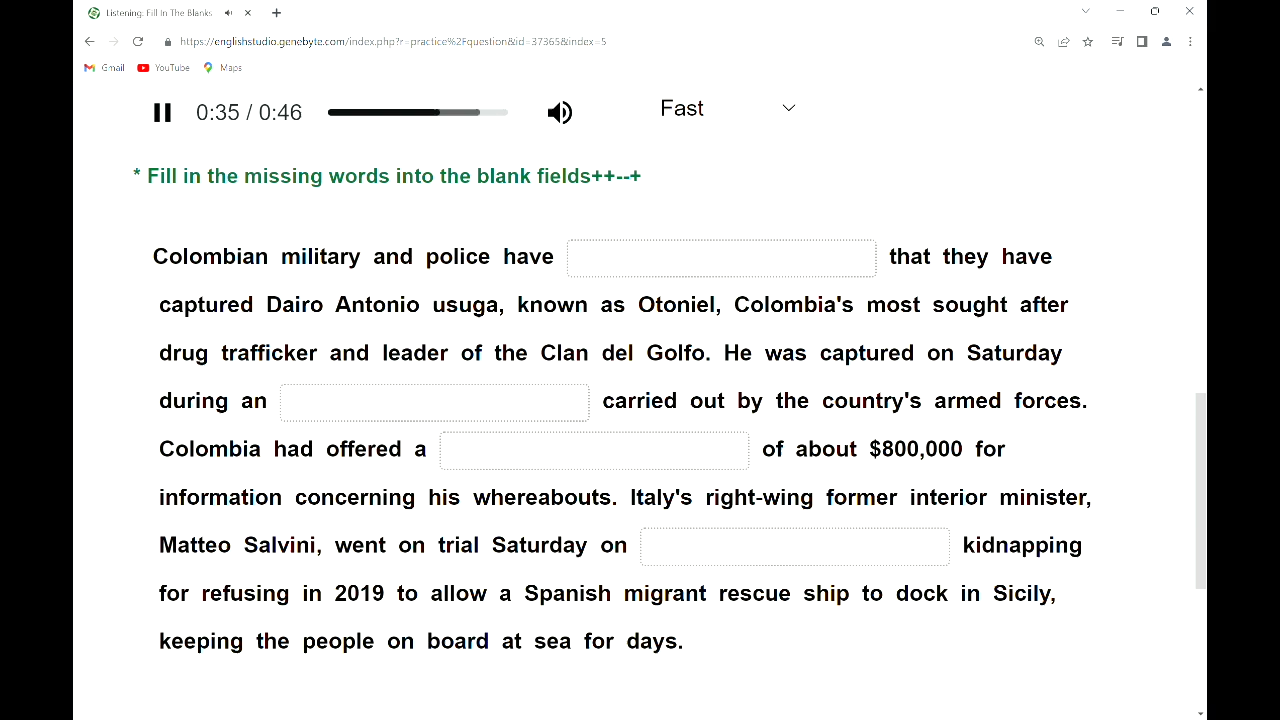 Listening: Fill In The Blanks
https://englishstudio.genebyte.com/index.php?r=practice%2Fquestion&id=37365&index=5
Gmail YouTube Maps
0:35 / 0:46 Fast
* Fill in the missing words into the blank fields++--+
Colombian military and police have that they have
captured Dairo Antonio usuga, known as Otoniel, Colombia's most sought after
drug trafficker and leader of the Clan del Golfo. He was captured on Saturday
during an carried out by the country's armed forces.
Colombia had offered a of about $800,000 for
information concerning his whereabouts. Italy's right-wing former interior minister,
Matteo Salvini, went on trial Saturday on kidnapping
for refusing in 2019 to allow a Spanish migrant rescue ship to dock in Sicily,
keeping the people on board at sea for days.